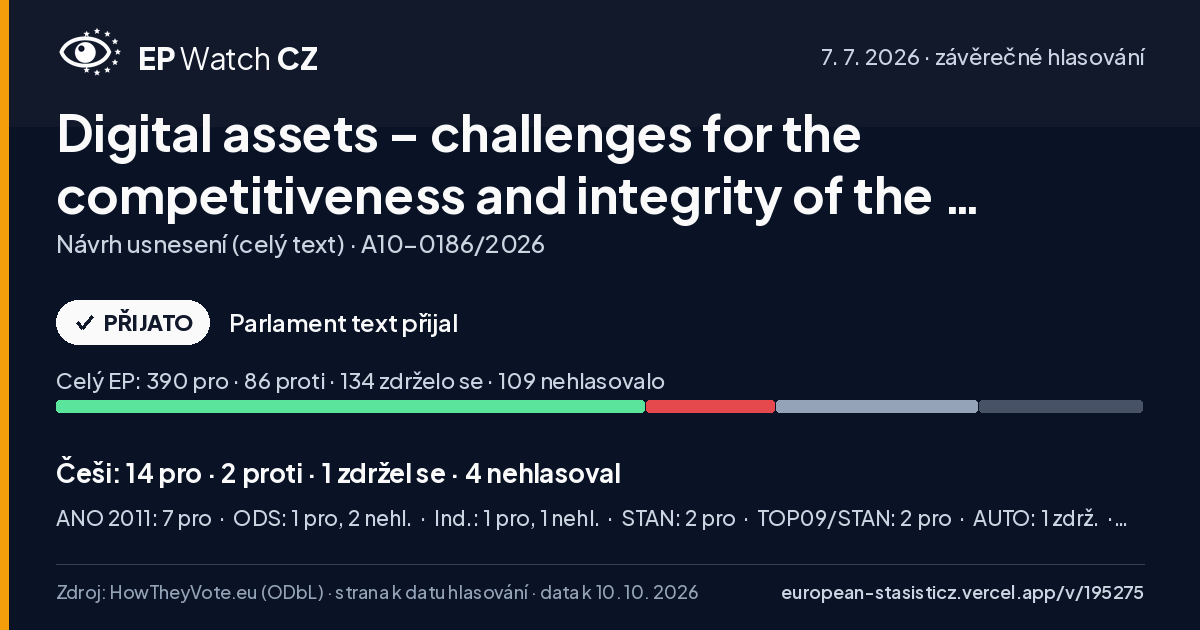 EP Watch CZ
7. 7. 2026 · závěrečné hlasování
Digital assets – challenges for the
competitiveness and integrity of the …
Návrh usnesení (celý text) · A10–0186/2026
✓ PŘIJATO
Parlament text přijal
Celý EP: 390 pro · 86 proti · 134 zdrželo se · 109 nehlasovalo
Češi: 14 pro · 2 proti · 1 zdržel se · 4 nehlasoval
ANO 2011: 7 pro · ODS: 1 pro, 2 nehl. · Ind.: 1 pro, 1 nehl. · STAN: 2 pro · TOP09/STAN: 2 pro · AUTO: 1 zdrž. ·…
Zdroj: HowTheyVote.eu (ODbL) · strana k datu hlasování · data k 10. 10. 2026
european-stasisticz.vercel.app/v/195275